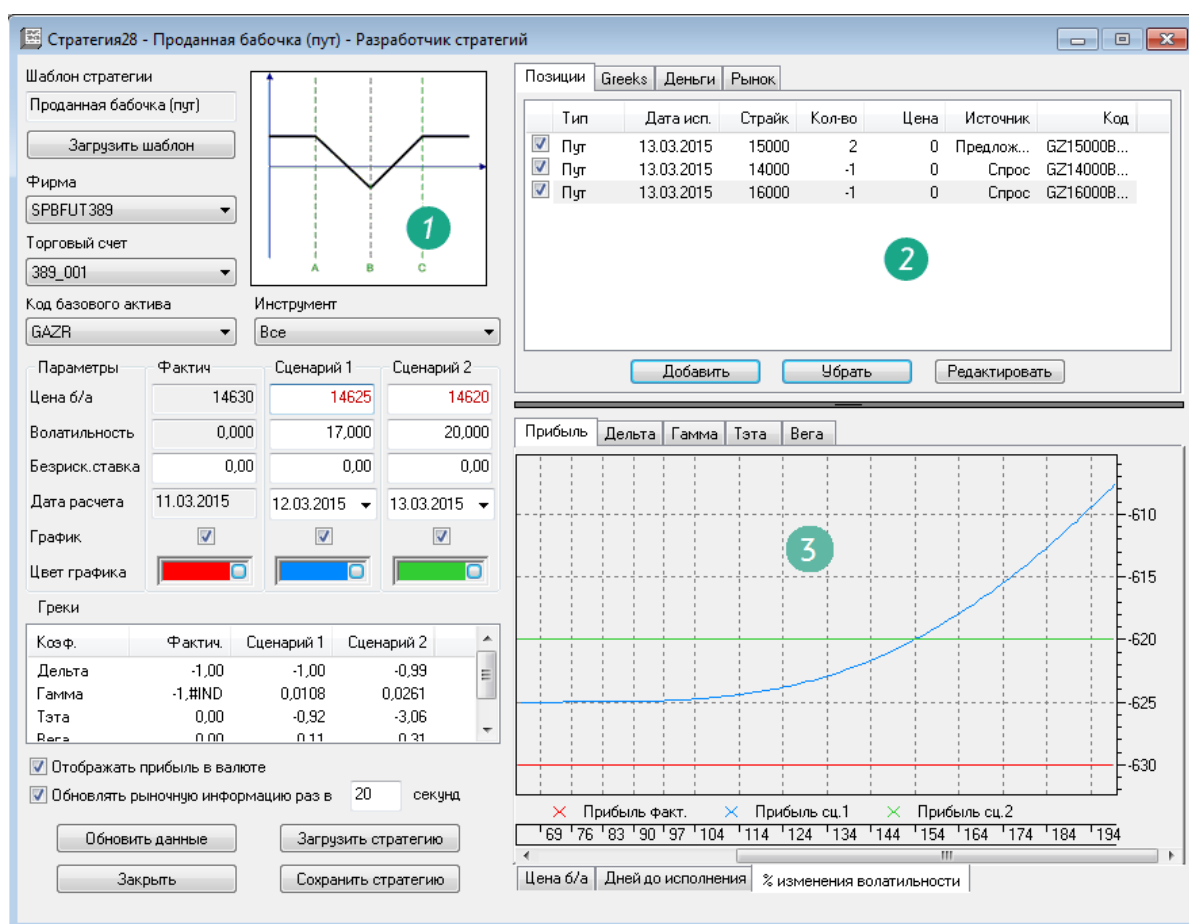 Стратегия28 - Проданная бабочка (пут) - Разработчик стратегий
Шаблон стратегии
Проданная бабочка (пут)
Загрузить шаблон
Фирма
SPBFUT389
Торговый счет
389_001
Код базового актива
GAZR
Инструмент
Все
A B C
1
Параметры Фактич Сценарий 1 Сценарий 2
Цена б/а 14630 14625 14620
Волатильность 0,000 17,000 20,000
Безриск.ставка 0,00 0,00 0,00
Дата расчета 11.03.2015 12.03.2015 13.03.2015
График
Цвет графика
Греки
Коэф. Фактич. Сценарий 1 Сценарий 2
Дельта -1,00 -1,00 -0,99
Гамма -1,#IND 0,0108 0,0261
Тэта 0,00 -0,92 -3,06
Вега 0,00 0,11 0,31
Отображать прибыль в валюте
Обновлять рыночную информацию раз в 20 секунд
Обновить данные Загрузить стратегию
Закрыть Сохранить стратегию
Позиции Greeks Деньги Рынок
Тип Дата исп. Страйк Кол-во Цена Источник Код
Пут 13.03.2015 15000 2 0 Предлож... GZ15000B...
Пут 13.03.2015 14000 -1 0 Спрос GZ14000B...
Пут 13.03.2015 16000 -1 0 Спрос GZ16000B...
2
Добавить Убрать Редактировать
Прибыль Дельта Гамма Тэта Вега
3
-610
-615
-620
-625
-630
Прибыль факт. Прибыль сц.1 Прибыль сц.2
69 76 83 90 97 104 114 124 134 144 154 164 174 184 194
Цена б/а Дней до исполнения % изменения волатильности